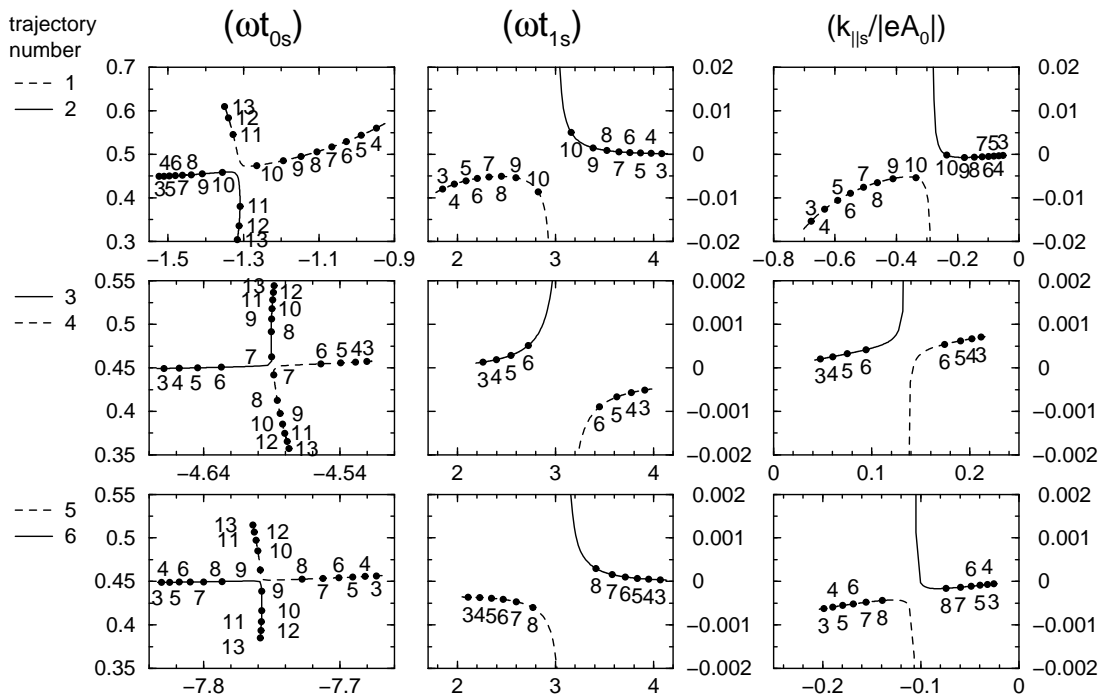 trajectory
number
(ωt0s) (ωt1s) (k||s/|eA0|)
1
2
0.7
0.6
0.5
0.4
0.3
13
12
11
10 9 8 7 6 5 4
4 6 8
3 5 7 9 10
11
12
13
−1.5 −1.3 −1.1 −0.9
3 5 7 9
4 6 8 10
8 6 4
10 9 7 5 3
2 3 4
0.02
0.01
0
−0.01
−0.02
3 5 7 8 10
4 6 9
7 5 3
10 9 8 6 4
−0.8 −0.6 −0.4 −0.2 0
0.02
0.01
0
−0.01
−0.02
3
4
0.55
0.5
0.45
0.4
0.35
13 12
11 10
9 8
7
3 4 5 6
6 5 4 3
7
8 9
10 11
12 13
−4.64 −4.54
3 4 5 6
6 5 4 3
2 3 4
0.002
0.001
0
−0.001
−0.002
3 4 5 6
6 5 4 3
0 0.1 0.2
0.002
0.001
0
−0.001
−0.002
5
6
0.55
0.5
0.45
0.4
0.35
13 12
11 10
4 6 8 9
3 5 7
8 6 4
9 7 5 3
10
11 12
13
−7.8 −7.7
3 4 5 6 7 8
8 7 6 5 4 3
2 3 4
0.002
0.001
0
−0.001
−0.002
4 6
3 5 7 8
6 4
8 7 5 3
−0.2 −0.1 0
0.002
0.001
0
−0.001
−0.002